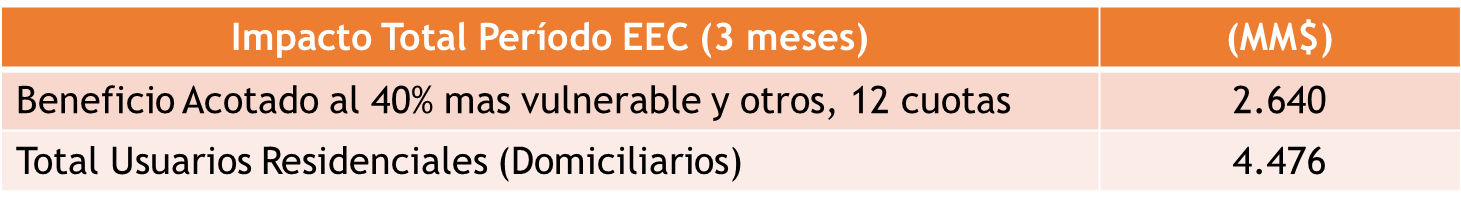 Impacto Total Período EEC (3 meses) (MM$)
Beneficio Acotado al 40% mas vulnerable y otros, 12 cuotas 2.640
Total Usuarios Residenciales (Domiciliarios) 4.476